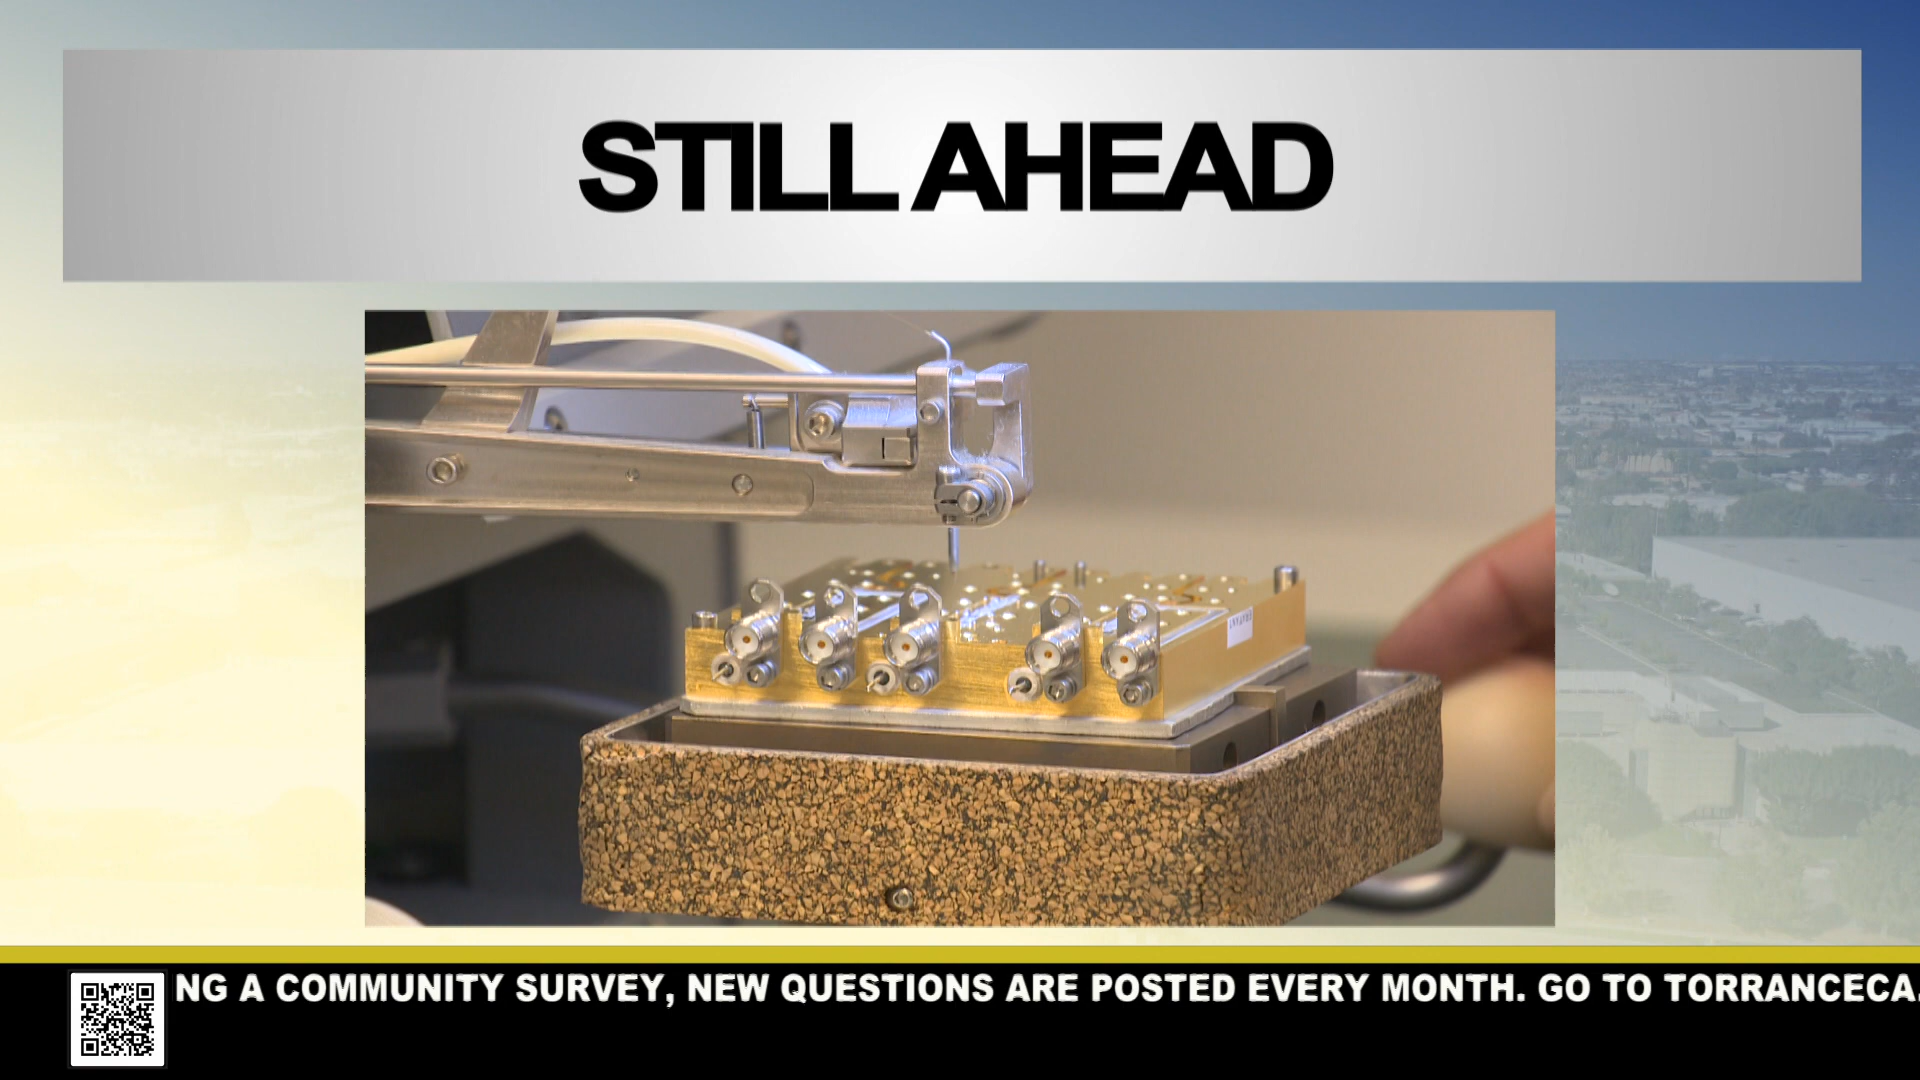 STILL AHEAD
NG A COMMUNITY SURVEY, NEW QUESTIONS ARE POSTED EVERY MONTH. GO TO TORRANCECA.